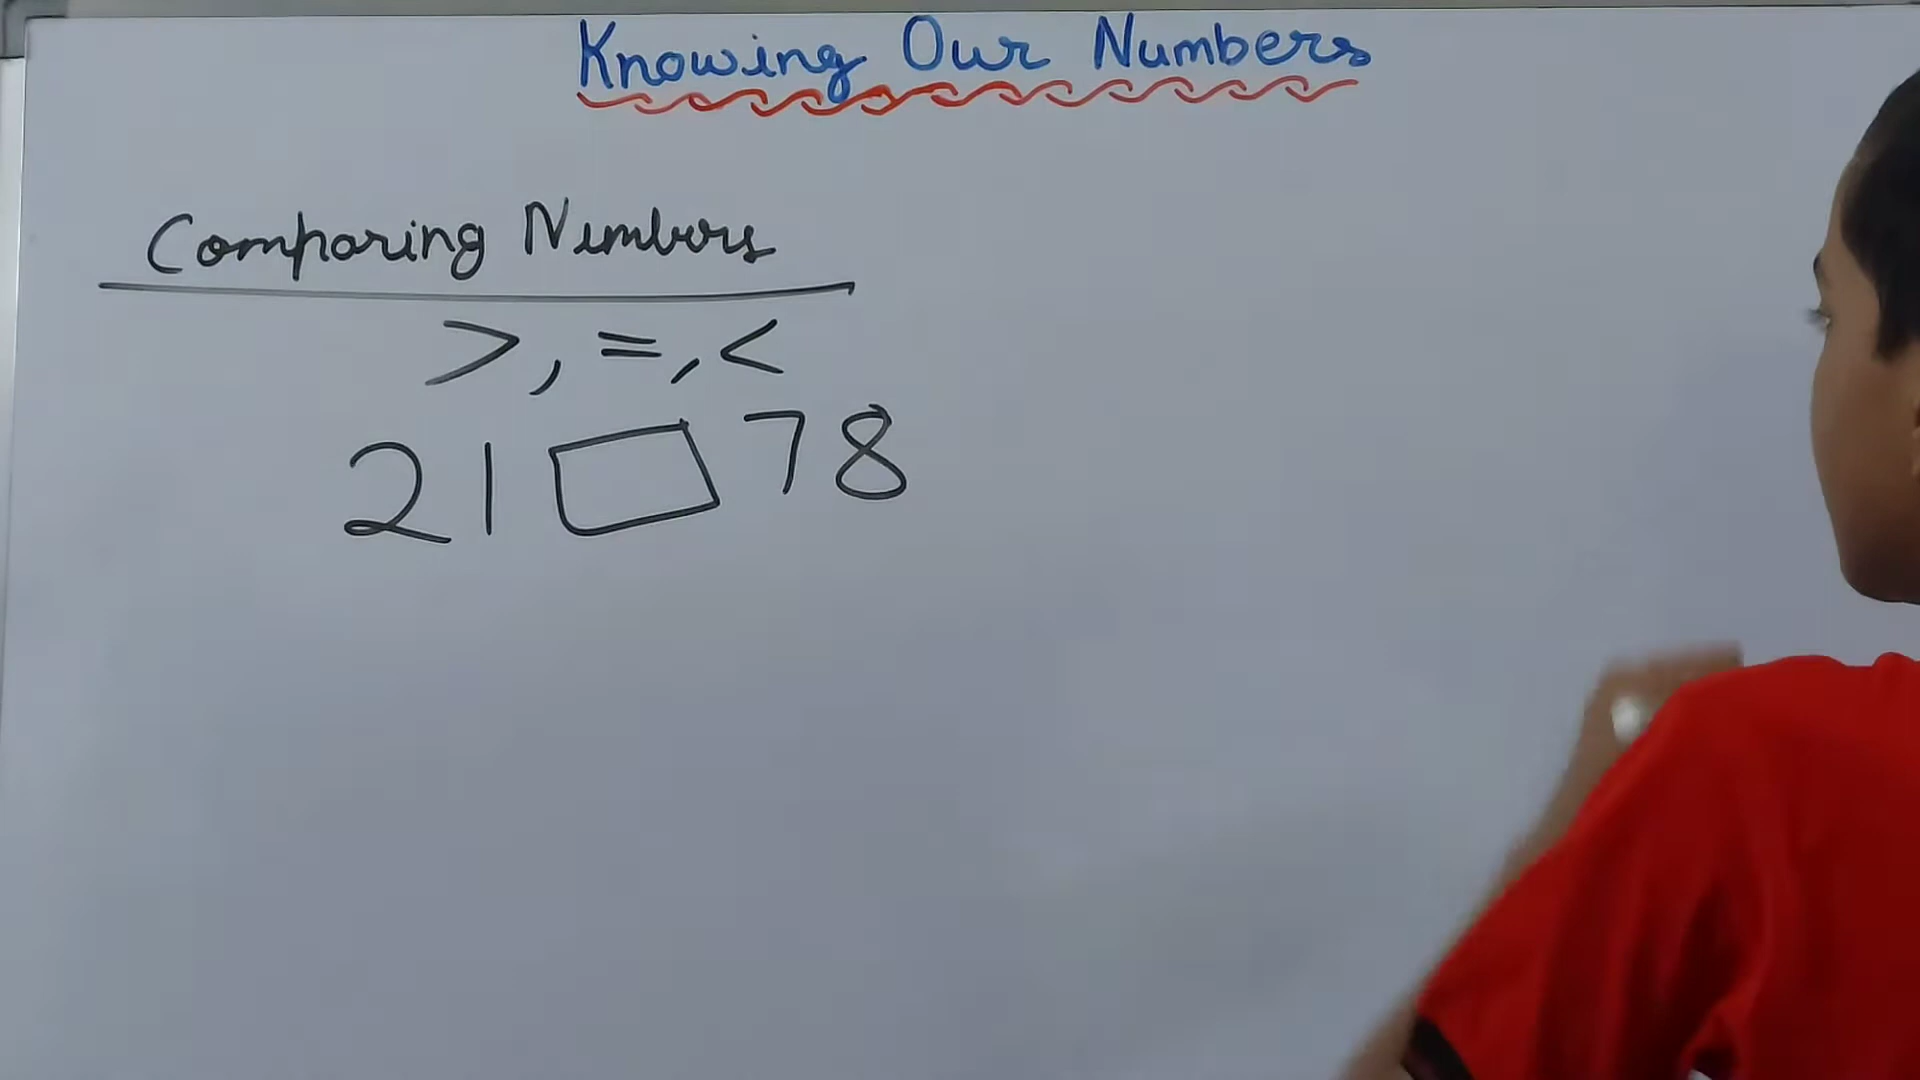 Knowing Our Numbers
Comparing Numbers
>, =, <
21 □ 78